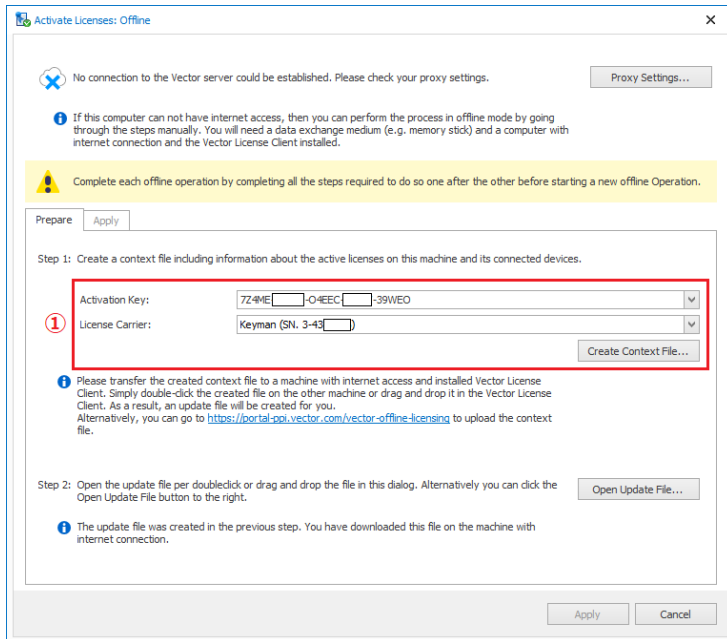 Activate Licenses: Offline
No connection to the Vector server could be established. Please check your proxy settings.
Proxy Settings...
If this computer can not have internet access, then you can perform the process in offline mode by going
through the steps manually. You will need a data exchange medium (e.g. memory stick) and a computer with
internet connection and the Vector License Client installed.
Complete each offline operation by completing all the steps required to do so one after the other before starting a new offline Operation.
Prepare Apply
Step 1: Create a context file including information about the active licenses on this machine and its connected devices.
Activation Key: 7Z4ME -O4EEC- -39WEO
① License Carrier: Keyman (SN. 3-43 )
Create Context File...
Please transfer the created context file to a machine with internet access and installed Vector License
Client. Simply double-click the created file on the other machine or drag and drop it in the Vector License
Client. As a result, an update file will be created for you.
Alternatively, you can go to https://portal-ppi.vector.com/vector-offline-licensing to upload the context
file.
Step 2: Open the update file per doubleclick or drag and drop the file in this dialog. Alternatively you can click the
Open Update File button to the right.
Open Update File...
The update file was created in the previous step. You have downloaded this file on the machine with
internet connection.
Apply Cancel